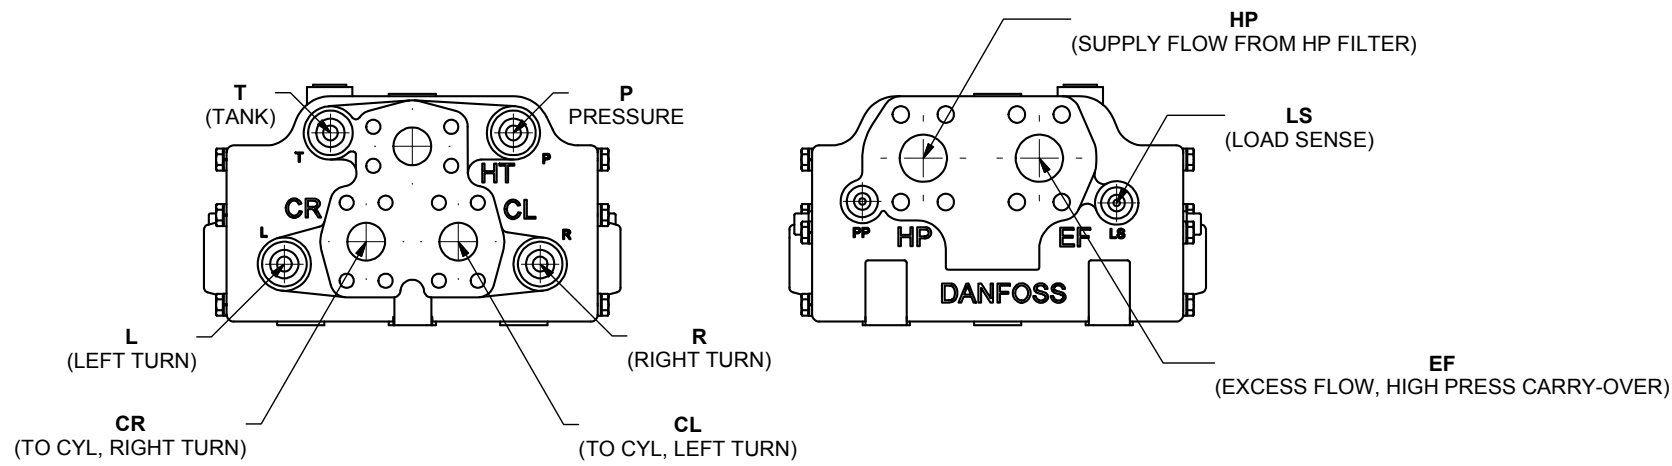 HP
(SUPPLY FLOW FROM HP FILTER)
T
(TANK)
P
PRESSURE
LS
(LOAD SENSE)
T
P
HT
CR
CL
L
R
PP
HP
EF
LS
DANFOSS
L
(LEFT TURN)
R
(RIGHT TURN)
EF
(EXCESS FLOW, HIGH PRESS CARRY-OVER)
CR
(TO CYL, RIGHT TURN)
CL
(TO CYL, LEFT TURN)